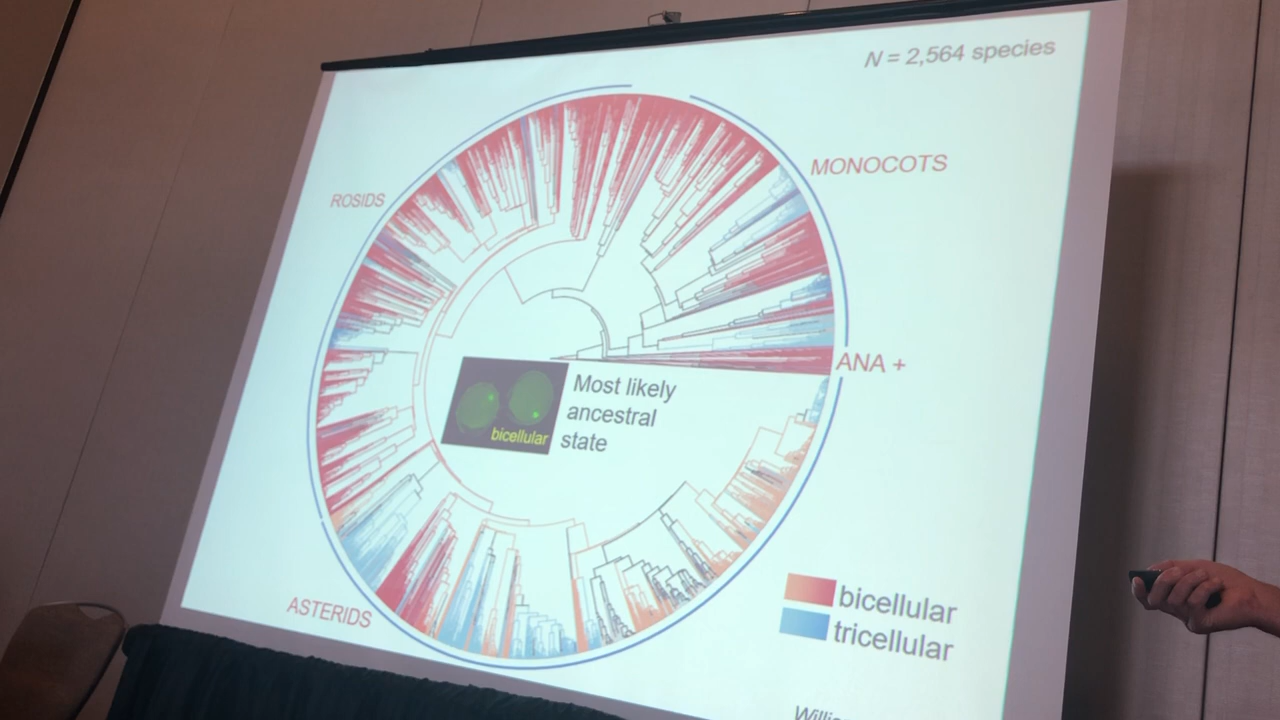 N = 2,564 species
MONOCOTS
ROSIDS
ANA +
Most likely
ancestral
state
bicellular
ASTERIDS
bicellular
tricellular